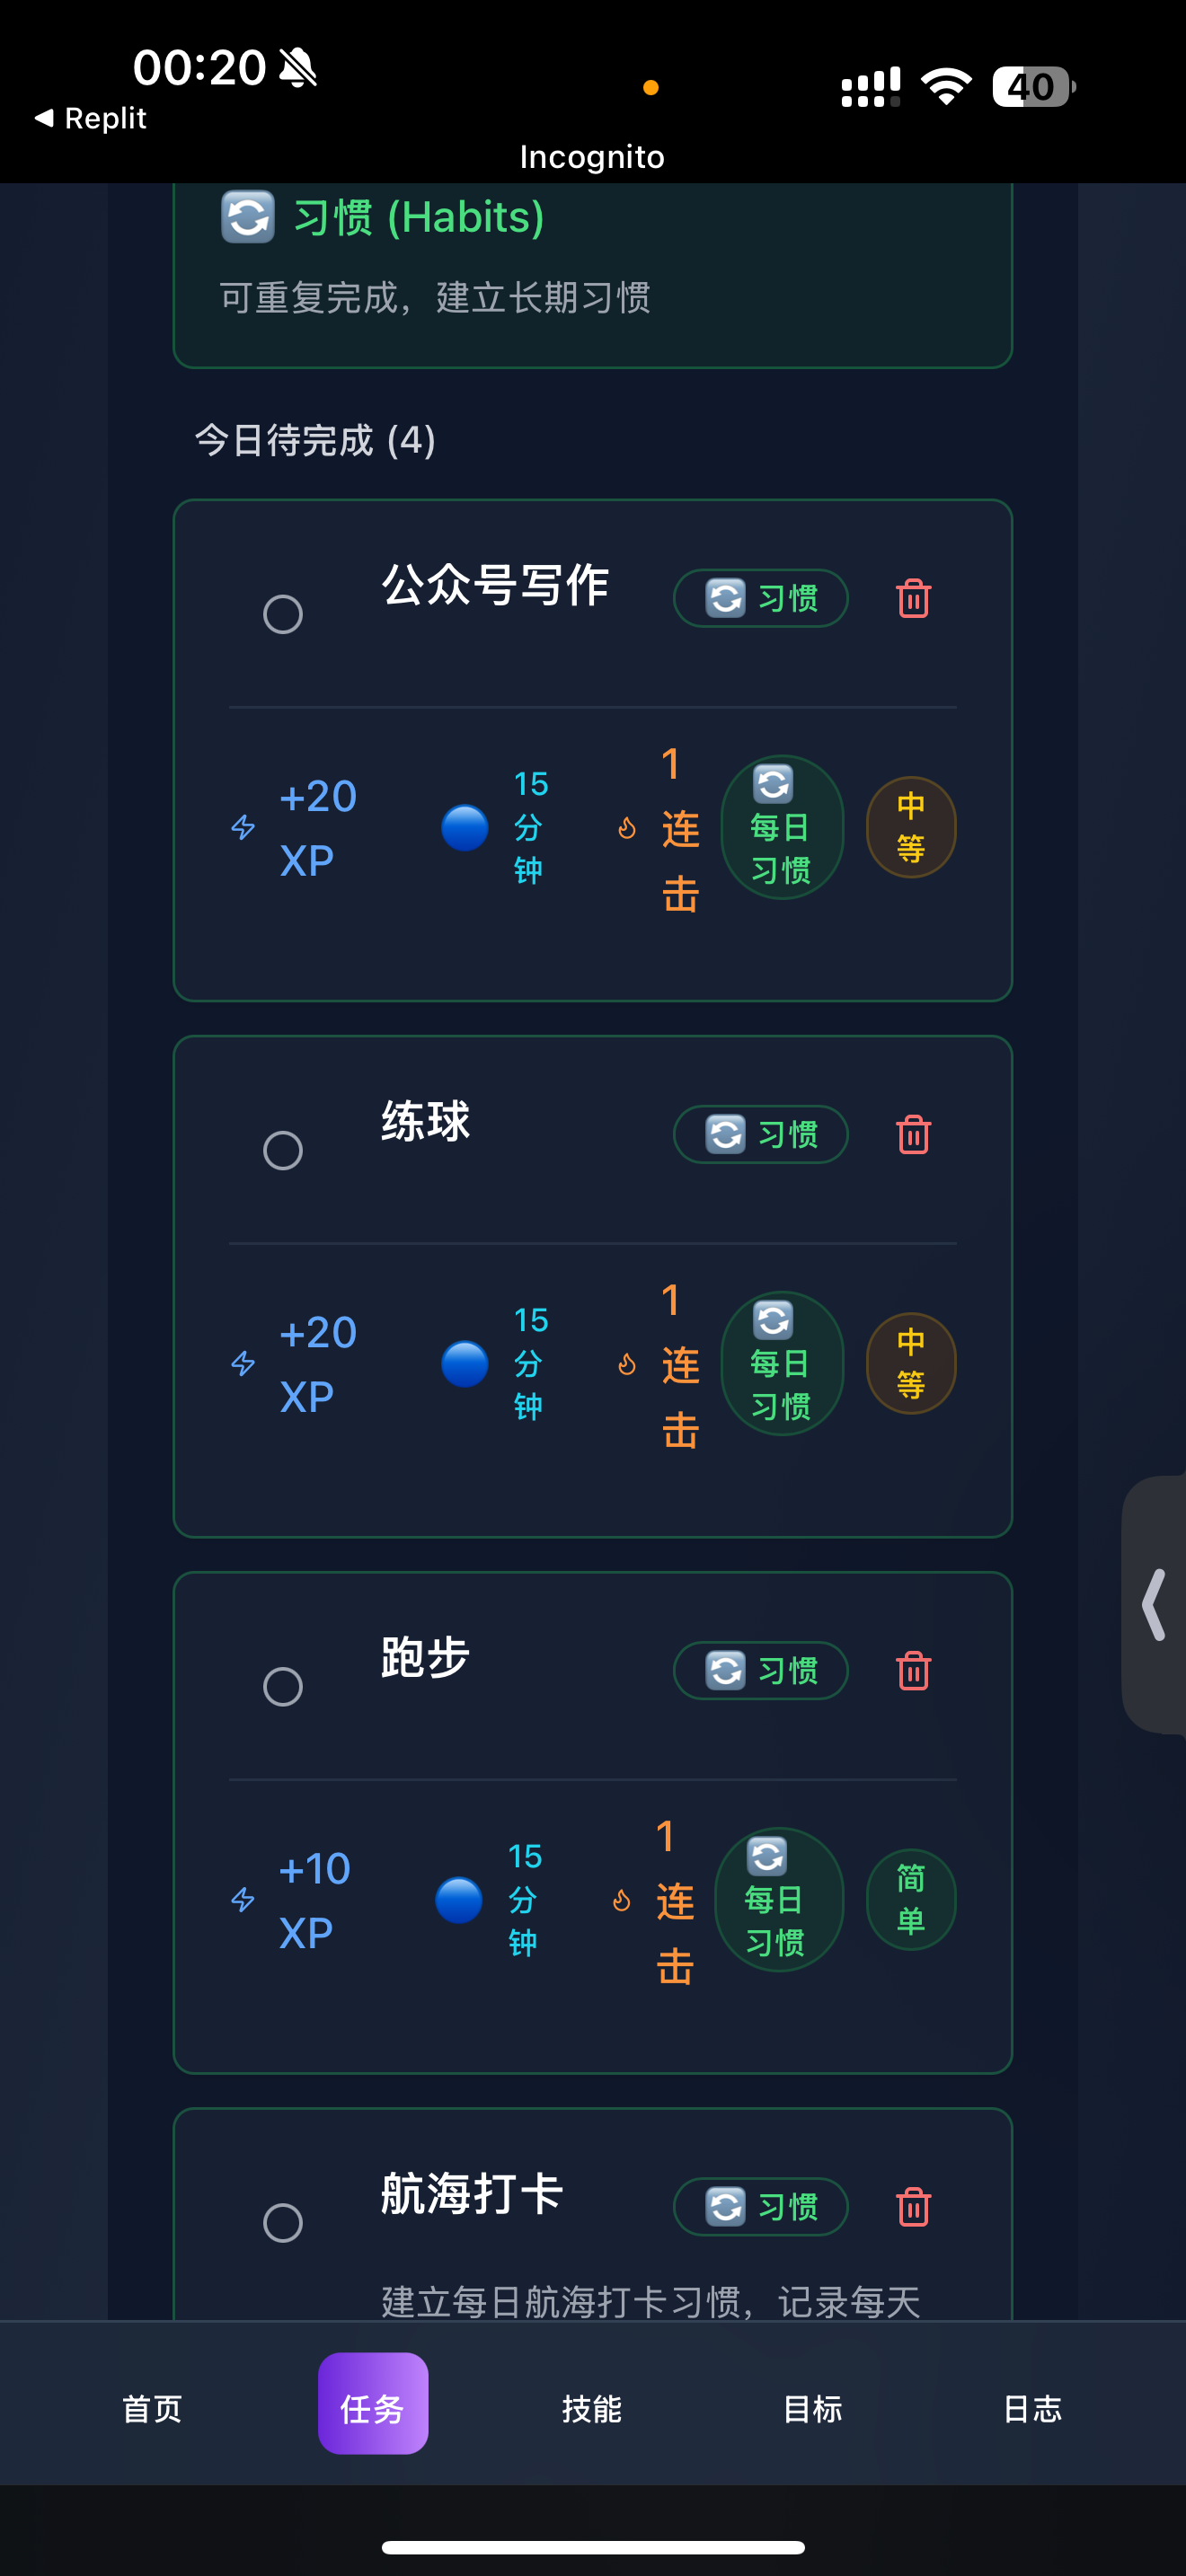 00:20
40
◀ Replit
Incognito
习惯 (Habits)
可重复完成，建立长期习惯
今日待完成 (4)
公众号写作
习惯
+20
XP
15
分
钟
1
连
击
每日
习惯
中
等
练球
习惯
+20
XP
15
分
钟
1
连
击
每日
习惯
中
等
跑步
习惯
+10
XP
15
分
钟
1
连
击
每日
习惯
简
单
航海打卡
习惯
建立每日航海打卡习惯，记录每天
首页
任务
技能
目标
日志